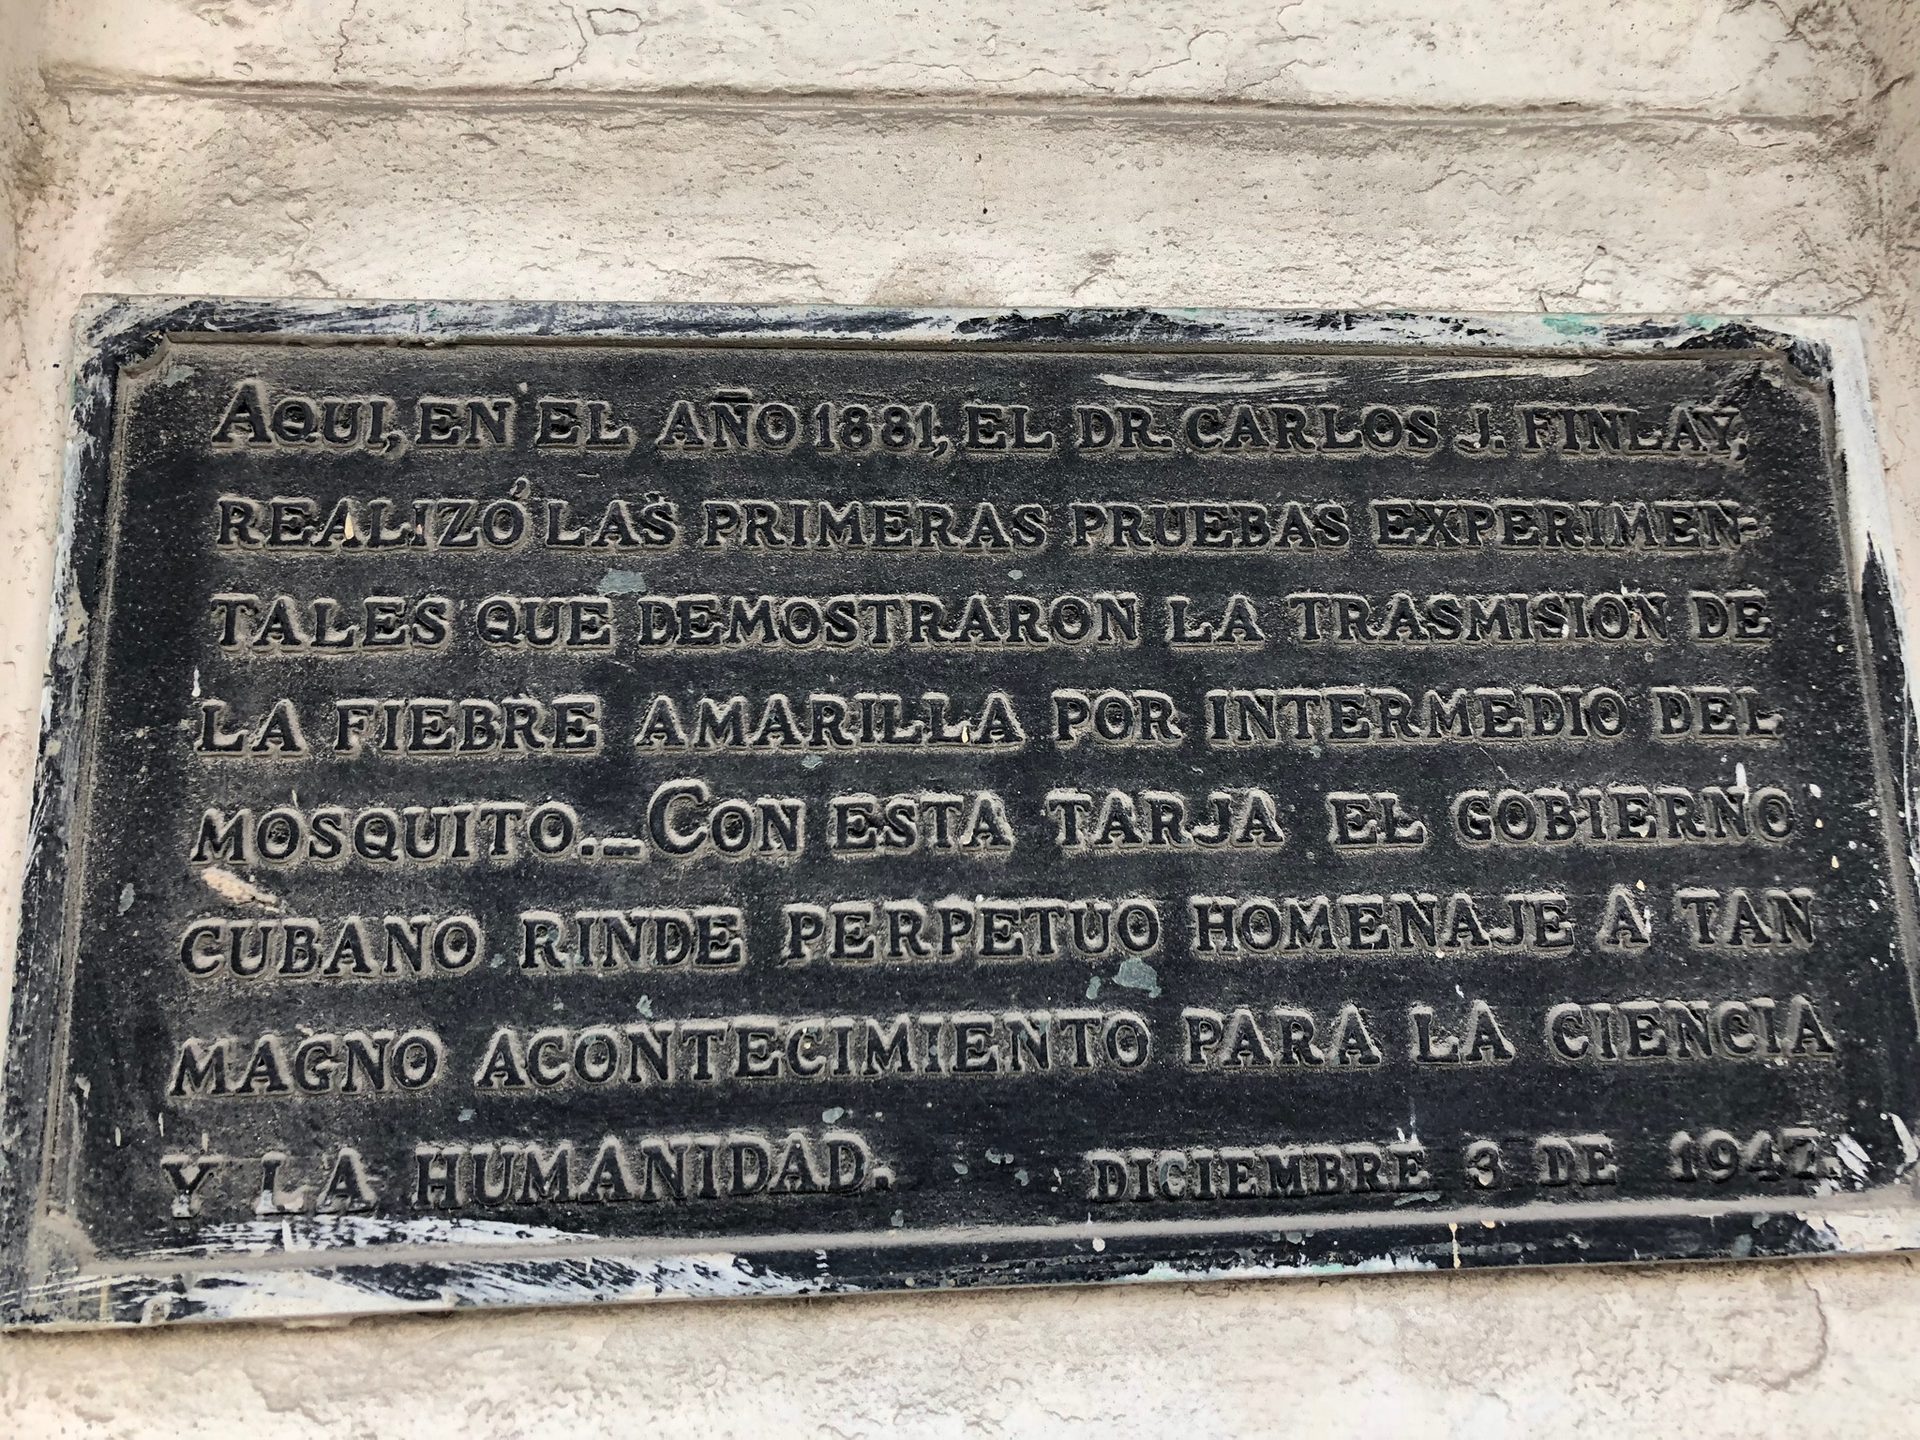 AQUI, EN EL AÑO 1881, EL DR. CARLOS J. FINLAY,
REALIZÓ LAS PRIMERAS PRUEBAS EXPERIMEN-
TALES QUE DEMOSTRARON LA TRASMISIÓN DE
LA FIEBRE AMARILLA POR INTERMEDIO DEL
MOSQUITO._ CON ESTA TARJA EL GOBIERNO
CUBANO RINDE PERPETUO HOMENAJE A TAN
MAGNO ACONTECIMIENTO PARA LA CIENCIA
Y LA HUMANIDAD. DICIEMBRE 3 DE 1947.